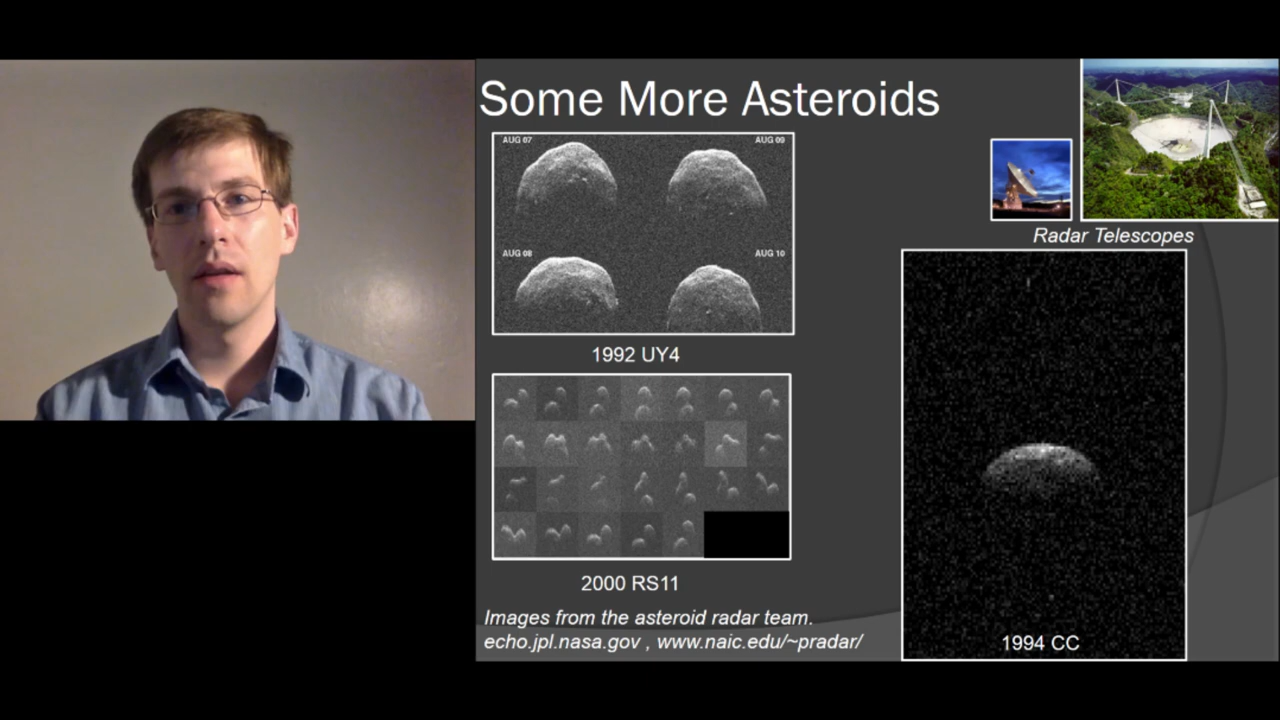 Some More Asteroids
AUG 07
AUG 09
AUG 08
AUG 10
1992 UY4
2000 RS11
Images from the asteroid radar team.
echo.jpl.nasa.gov , www.naic.edu/~pradar/
Radar Telescopes
1994 CC